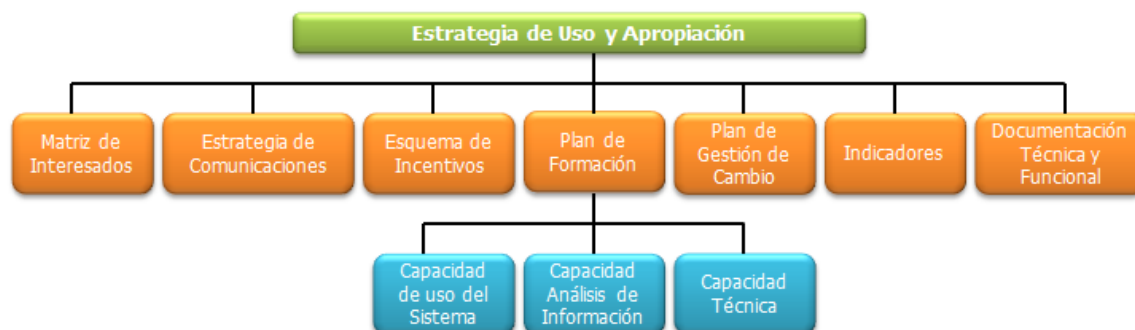 Estrategia de Uso y Apropiación
Matriz de
Interesados
Estrategia de
Comunicaciones
Esquema de
Incentivos
Plan de
Formación
Plan de
Gestión de
Cambio
Indicadores
Documentación
Técnica y
Funcional
Capacidad
de uso del
Sistema
Capacidad
Análisis de
Información
Capacidad
Técnica